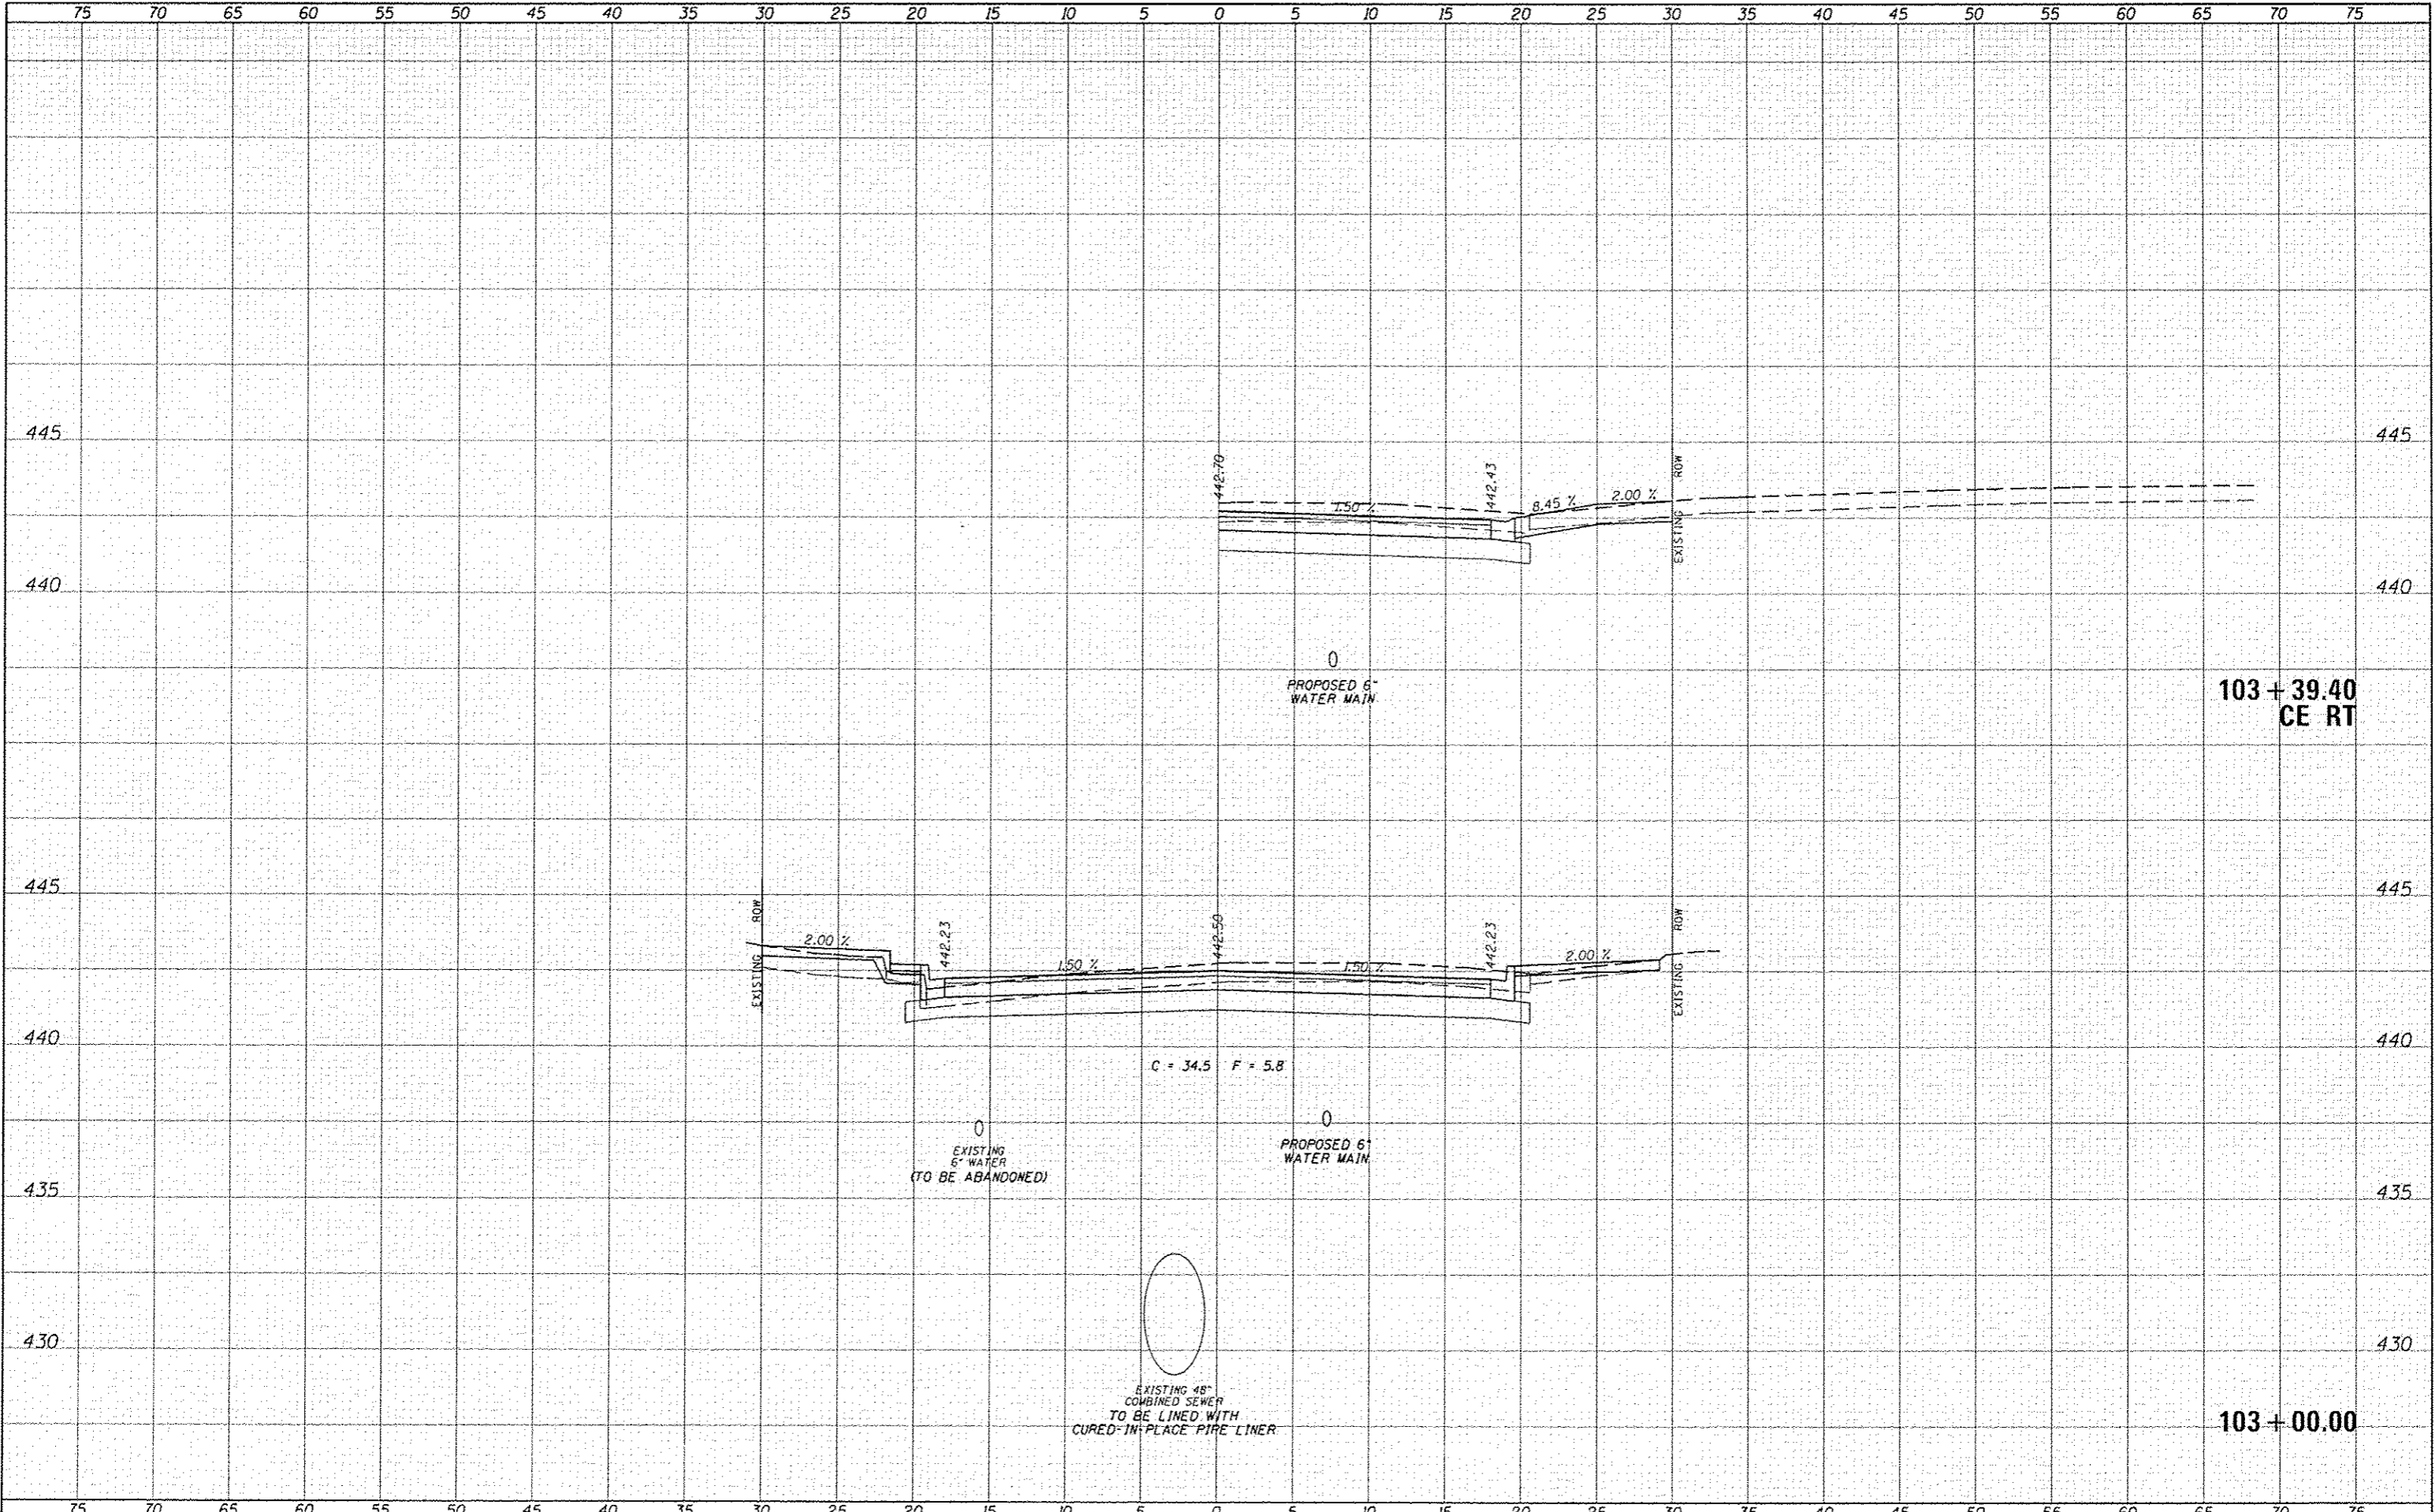 75 70 65 60 55 50 45 40 35 30 25 20 15 10 5 0 5 10 15 20 25 30 35 40 45 50 55 60 65 70 75
445
445
442.70
442.43
EXISTING ROW
1.50 %
8.45 %
2.00 %
440
440
PROPOSED 6"
WATER MAIN
103 + 39.40
CE RT
445
445
EXISTING ROW
2.00 %
442.23
1.50 %
442.50
1.50 %
442.23
2.00 %
EXISTING ROW
440
440
C = 34.5 F = 5.8
EXISTING
6" WATER
(TO BE ABANDONED)
PROPOSED 6"
WATER MAIN
435
435
430
430
EXISTING 48"
COMBINED SEWER
TO BE LINED WITH
CURED-IN-PLACE PIPE LINER
103 + 00.00
75 70 65 60 55 50 45 40 35 30 25 20 15 10 5 0 5 10 15 20 25 30 35 40 45 50 55 60 65 70 75